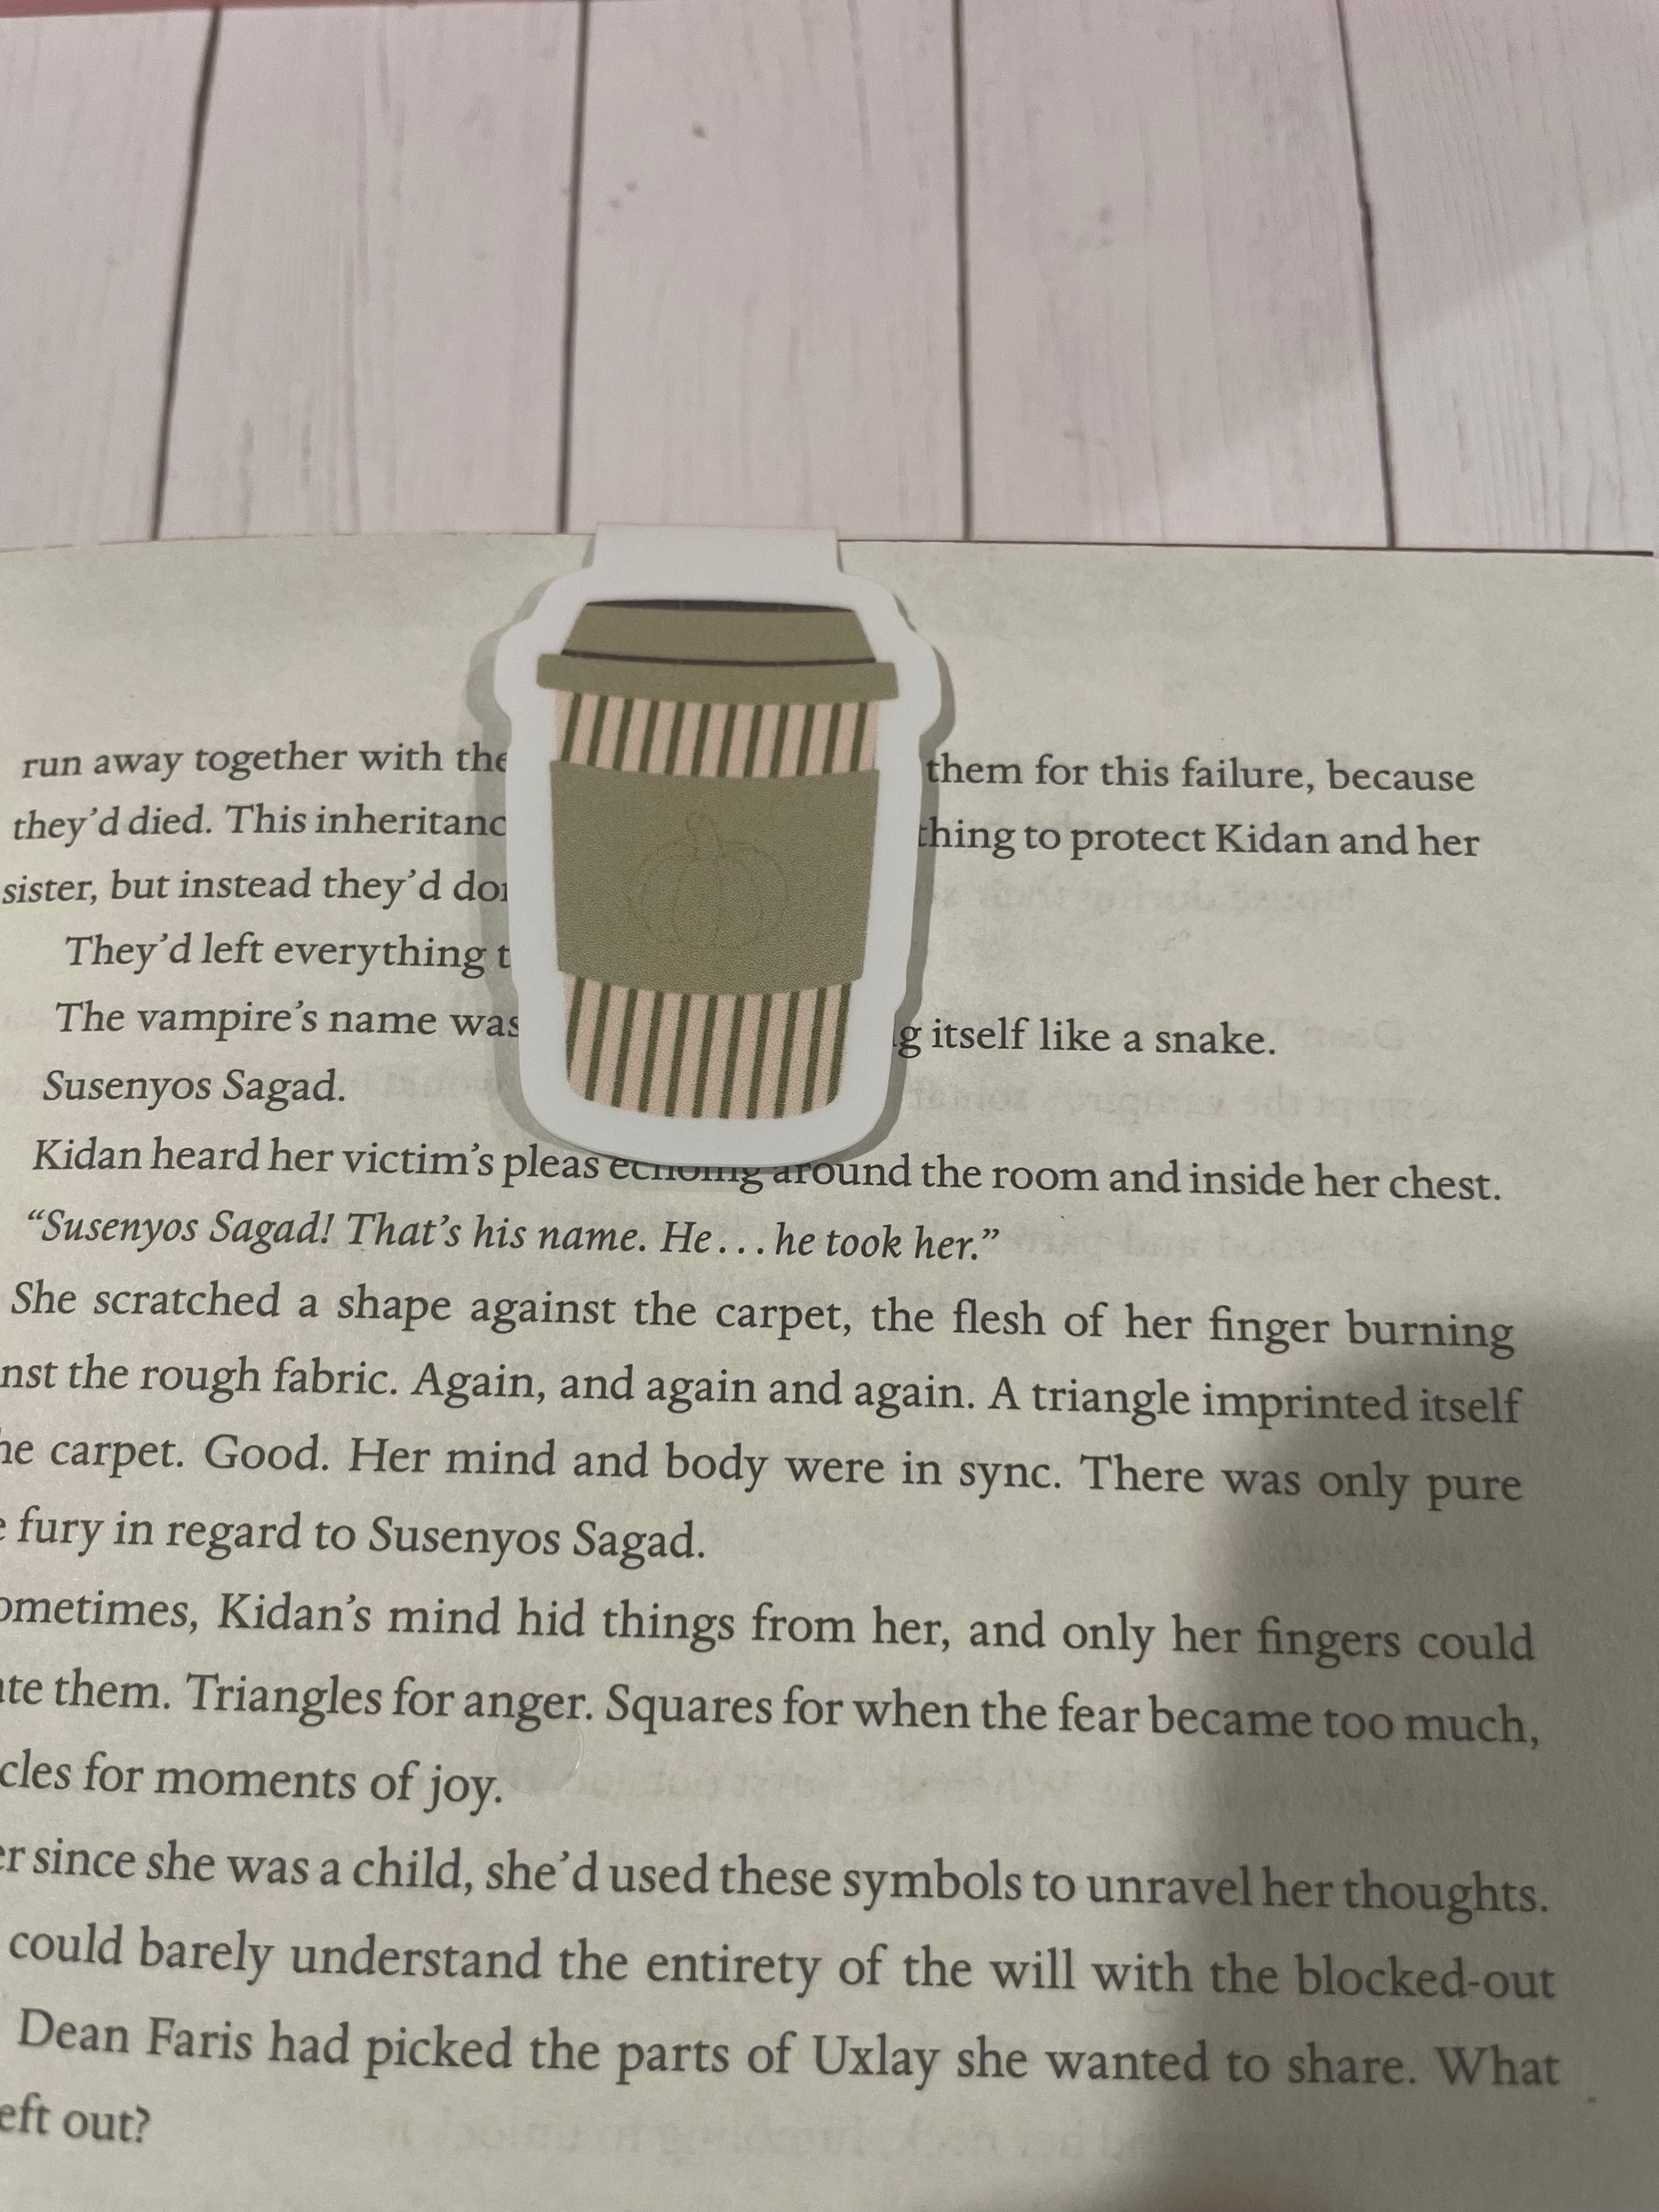 run away together with the them for this failure, because
they'd died. This thing to protect Kidan and her
sister, but instead they'd
They'd left everything
The vampire's name was itself like a snake.
Susenyos Sagad.
Kidan heard her victim's pleas echoing around the room and inside her chest.
“Susenyos Sagad! That's his name. He... he took her.”
She scratched a shape against the carpet, the flesh of her finger burning
the rough fabric. Again, and again and again. A triangle imprinted itself
carpet. Good. Her mind and body were in sync. There was only pure
fury in regard to Susenyos Sagad.
Kidan's mind hid things from her, and only her fingers could
them. Triangles for anger. Squares for when the fear became too much,
for moments of joy.
since she was a child, she'd used these symbols to unravel her thoughts.
could barely understand the entirety of the will with the blocked-out
Dean Faris had picked the parts of Uxlay she wanted to share. What
out?